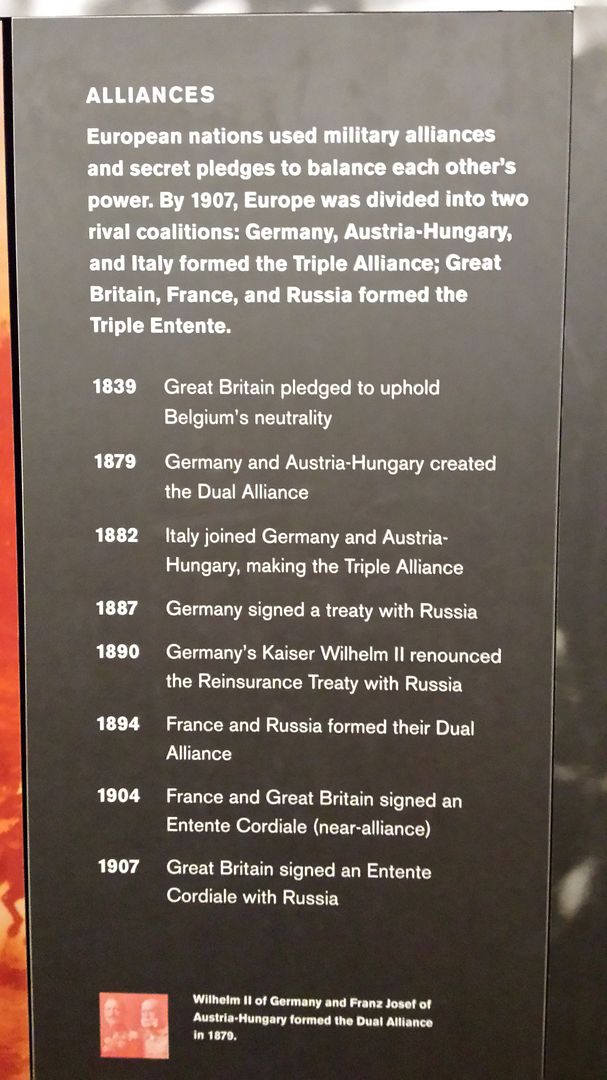 ALLIANCES
European nations used military alliances
and secret pledges to balance each other's
power. By 1907, Europe was divided into two
rival coalitions: Germany, Austria-Hungary,
and Italy formed the Triple Alliance; Great
Britain, France, and Russia formed the
Triple Entente.
1839 Great Britain pledged to uphold
Belgium's neutrality
1879 Germany and Austria-Hungary created
the Dual Alliance
1882 Italy joined Germany and Austria-
Hungary, making the Triple Alliance
1887 Germany signed a treaty with Russia
1890 Germany's Kaiser Wilhelm II renounced
the Reinsurance Treaty with Russia
1894 France and Russia formed their Dual
Alliance
1904 France and Great Britain signed an
Entente Cordiale (near-alliance)
1907 Great Britain signed an Entente
Cordiale with Russia
Wilhelm II of Germany and Franz Josef of
Austria-Hungary formed the Dual Alliance
in 1879.